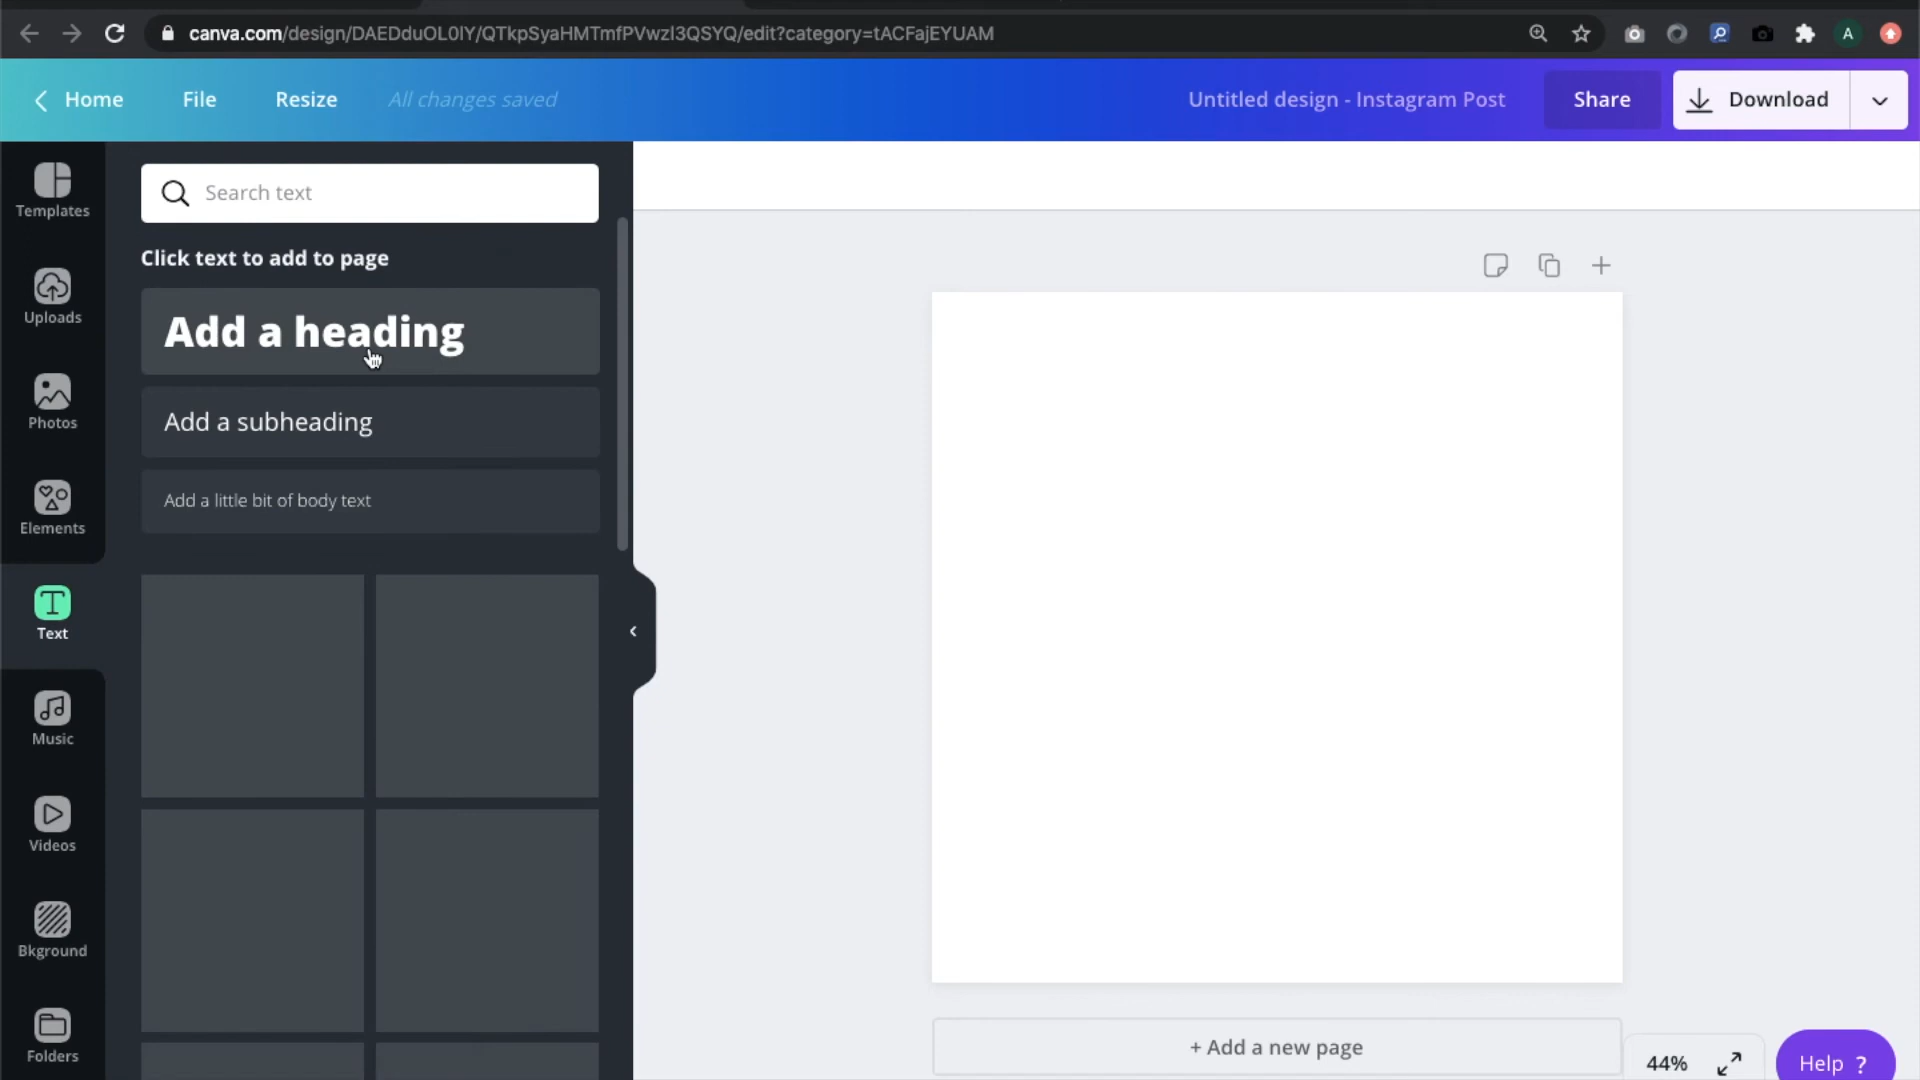 canva.com/design/DAEDduOL0lY/QTkpSyaHMTmfPVwzI3QSYQ/edit?category=tACFajEYUAM
A
Home
File
Resize
All changes saved
Untitled design - Instagram Post
Share
Download
Templates
Uploads
Photos
Elements
Text
Music
Videos
Bkground
Folders
Search text
Click text to add to page
Add a heading
Add a subheading
Add a little bit of body text
+ Add a new page
44%
Help ?